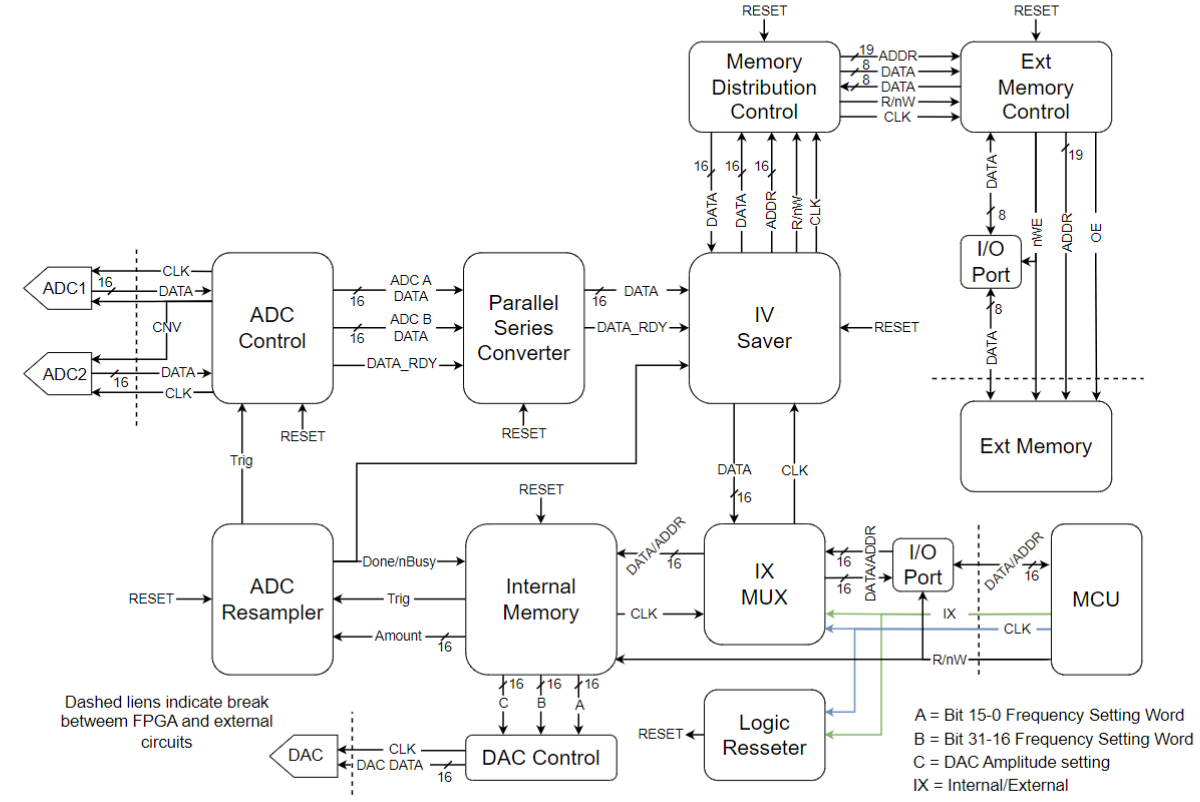 RESET
RESET
Memory
Distribution
Control
19
ADDR
8
DATA
8
DATA
R/nW
CLK
Ext
Memory
Control
16
16
16
DATA
DATA
ADDR
R/nW
CLK
DATA
8
nWE
ADDR
19
OE
I/O
Port
8
DATA
Ext Memory
ADC1
CLK
16
DATA
CNV
ADC2
16
DATA
CLK
ADC
Control
ADC A
DATA
16
ADC B
DATA
16
DATA_RDY
Parallel
Series
Converter
16
DATA
DATA_RDY
IV
Saver
RESET
RESET
RESET
Trig
DATA
16
CLK
RESET
RESET
ADC
Resampler
Done/nBusy
Trig
Amount
16
Internal
Memory
DATA/ADDR
16
CLK
IX
MUX
16
16
DATA/ADDR
DATA/ADDR
I/O
Port
DATA/ADDR
16
MCU
IX
CLK
R/nW
16
16
16
C
B
A
DAC Control
DAC
CLK
DAC DATA
16
RESET
Logic
Resseter
Dashed liens indicate break
betweem FPGA and external
circuits
A = Bit 15-0 Frequency Setting Word
B = Bit 31-16 Frequency Setting Word
C = DAC Amplitude setting
IX = Internal/External